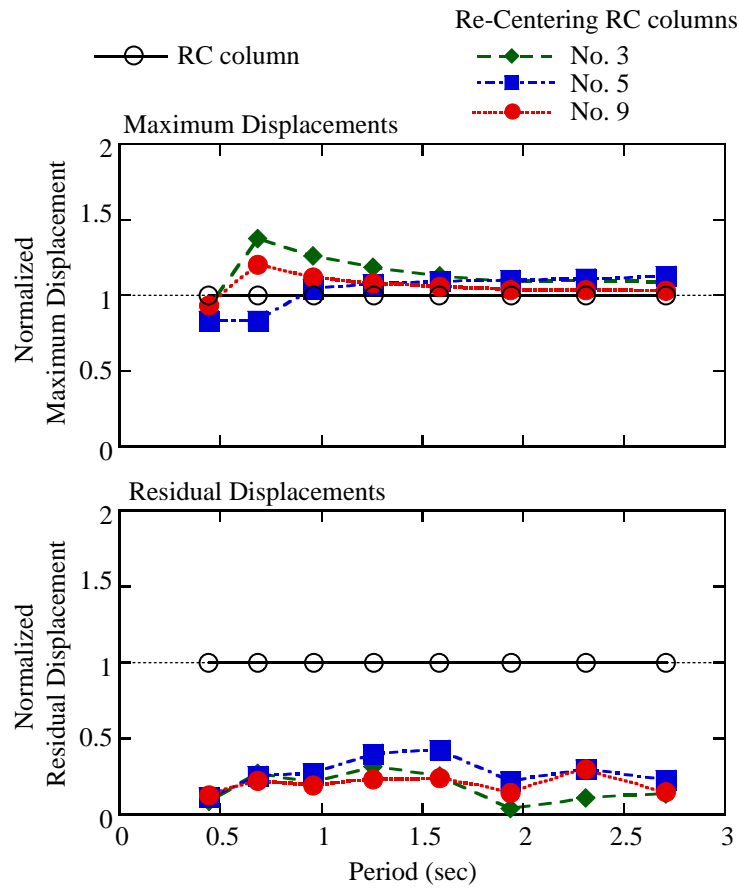 Re-Centering RC columns
RC column
No. 3
No. 5
No. 9
Maximum Displacements
2
1.5
1
0.5
0
Normalized
Maximum Displacement
Residual Displacements
2
1.5
1
0.5
0
Normalized
Residual Displacement
0
0.5
1
1.5
2
2.5
3
Period (sec)